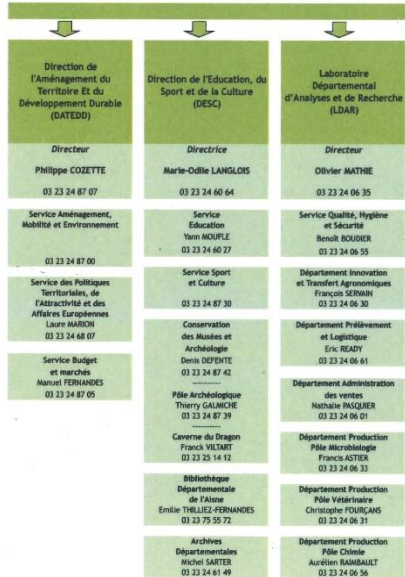 Direction de
l'Aménagement du
Territoire Et du
Développement Durable
(DATEDD)
Directeur
Philippe COZETTE
03 23 24 87 07
Service Aménagement,
Mobilité et Environnement
03 23 24 87 00
Service des Politiques
Territoriales, de
l'Attractivité et des
Affaires Européennes
Laure MARION
03 23 24 68 07
Service Budget
et marchés
Manuel FERNANDES
03 23 24 87 05
Direction de l'Education, du
Sport et de la Culture
(DESC)
Directrice
Marie-Odile LANGLOIS
03 23 24 60 64
Service
Education
Yann MOUFLE
03 23 24 60 27
Service Sport
et Culture
03 23 24 87 30
Conservation
des Musées et
Archéologie
Denis DEFENTE
03 23 24 87 42
----------
Pôle Archéologique
Thierry GALMICHE
03 23 24 87 39
----------
Caverne du Dragon
Franck VILTART
03 23 25 14 12
Bibliothèque
Départementale
de l'Aisne
Emilie THILLIEZ-FERNANDES
03 23 75 55 72
Archives
Départementales
Michel SARTER
03 23 24 61 49
Laboratoire
Départemental
d'Analyses et de Recherche
(LDAR)
Directeur
Olivier MATHIE
03 23 24 06 35
Service Qualité, Hygiène
et Sécurité
Benoît BOUDIER
03 23 24 06 55
Département Innovation
et Transfert Agronomiques
François SERVAIN
03 23 24 06 30
Département Prélèvement
et Logistique
Eric READY
03 23 24 06 61
Département Administration
des ventes
Nathalie PASQUIER
03 23 24 06 01
Département Production
Pôle Microbiologie
Francis ASTIER
03 23 24 06 33
Département Production
Pôle Vétérinaire
Christophe FOURÇANS
03 23 24 06 31
Département Production
Pôle Chimie
Aurélien RAIMBAULT
03 23 24 06 56